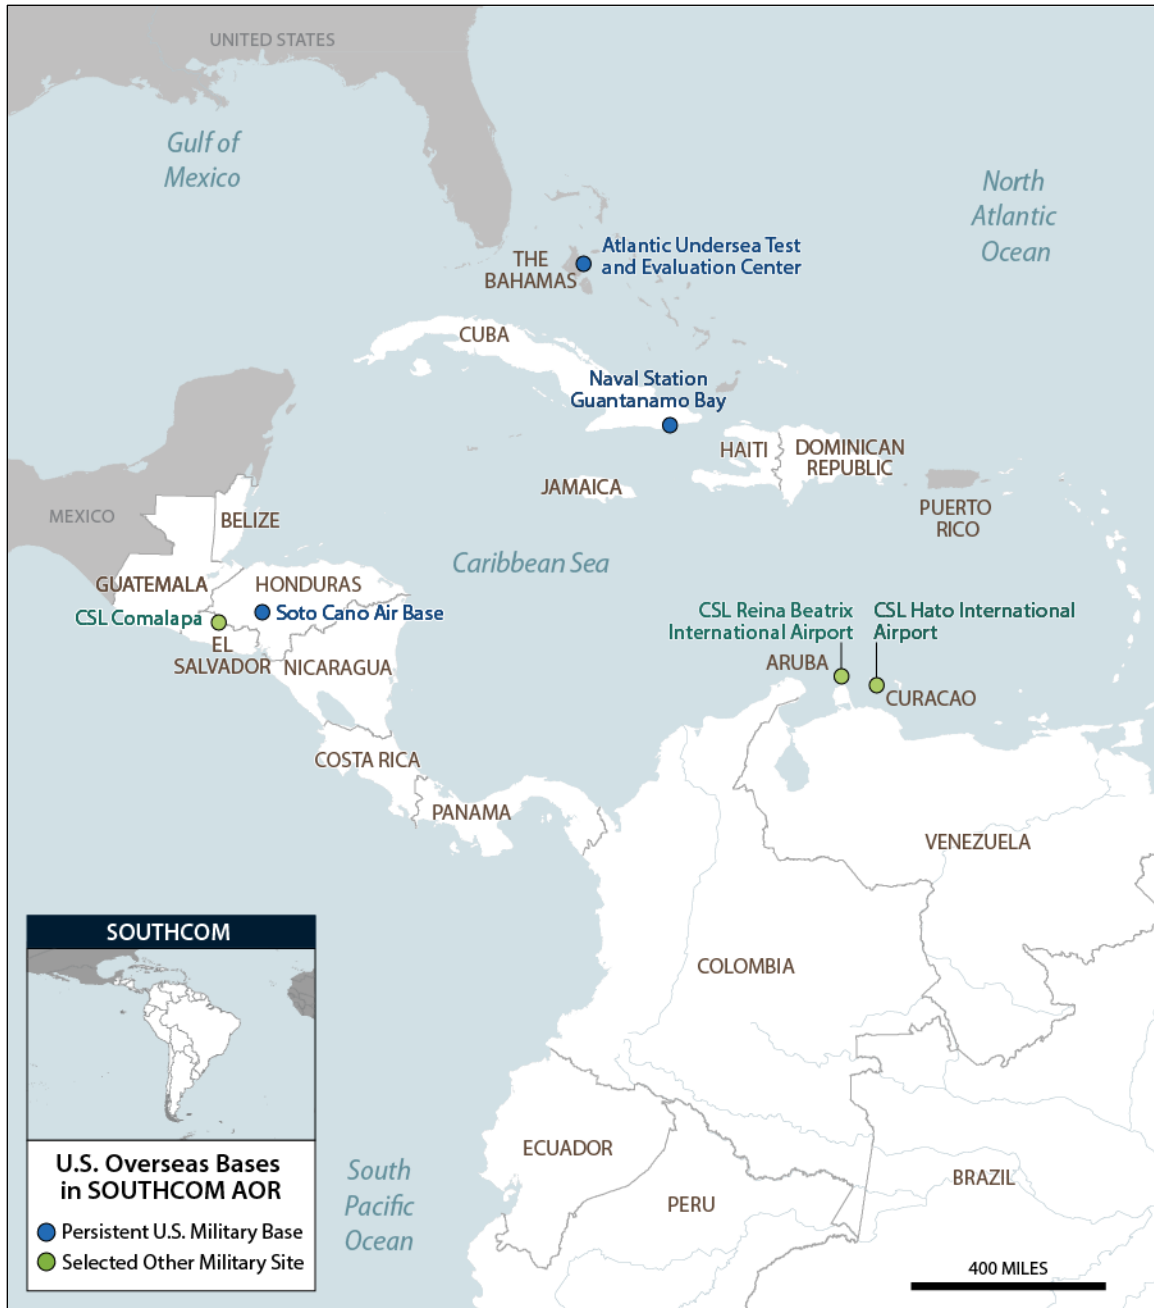 UNITED STATES
Gulf of
Mexico
North
Atlantic
Ocean
Atlantic Undersea Test
and Evaluation Center
THE
BAHAMAS
CUBA
Naval Station
Guantanamo Bay
HAITI
DOMINICAN
REPUBLIC
JAMAICA
PUERTO
RICO
MEXICO
BELIZE
Caribbean Sea
GUATEMALA
HONDURAS
CSL Comalapa
Soto Cano Air Base
EL
SALVADOR
NICARAGUA
CSL Reina Beatrix
International Airport
CSL Hato International
Airport
ARUBA
CURACAO
COSTA RICA
PANAMA
VENEZUELA
COLOMBIA
ECUADOR
PERU
BRAZIL
South
Pacific
Ocean
SOUTHCOM
U.S. Overseas Bases
in SOUTHCOM AOR
Persistent U.S. Military Base
Selected Other Military Site
400 MILES